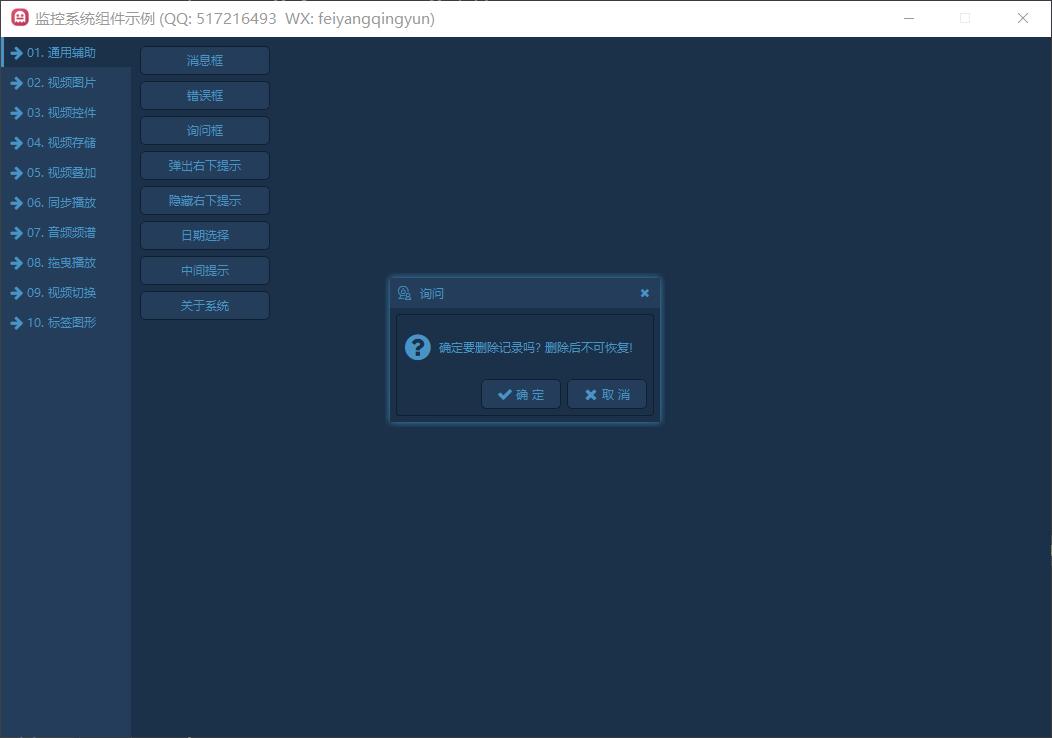 监控系统组件示例 (QQ: 517216493  WX: feiyangqingyun)
01. 通用辅助
02. 视频图片
03. 视频控件
04. 视频存储
05. 视频叠加
06. 同步播放
07. 音频频谱
08. 拖曳播放
09. 视频切换
10. 标签图形
消息框
错误框
询问框
弹出右下提示
隐藏右下提示
日期选择
中间提示
关于系统
询问
确定要删除记录吗? 删除后不可恢复!
确 定
取 消